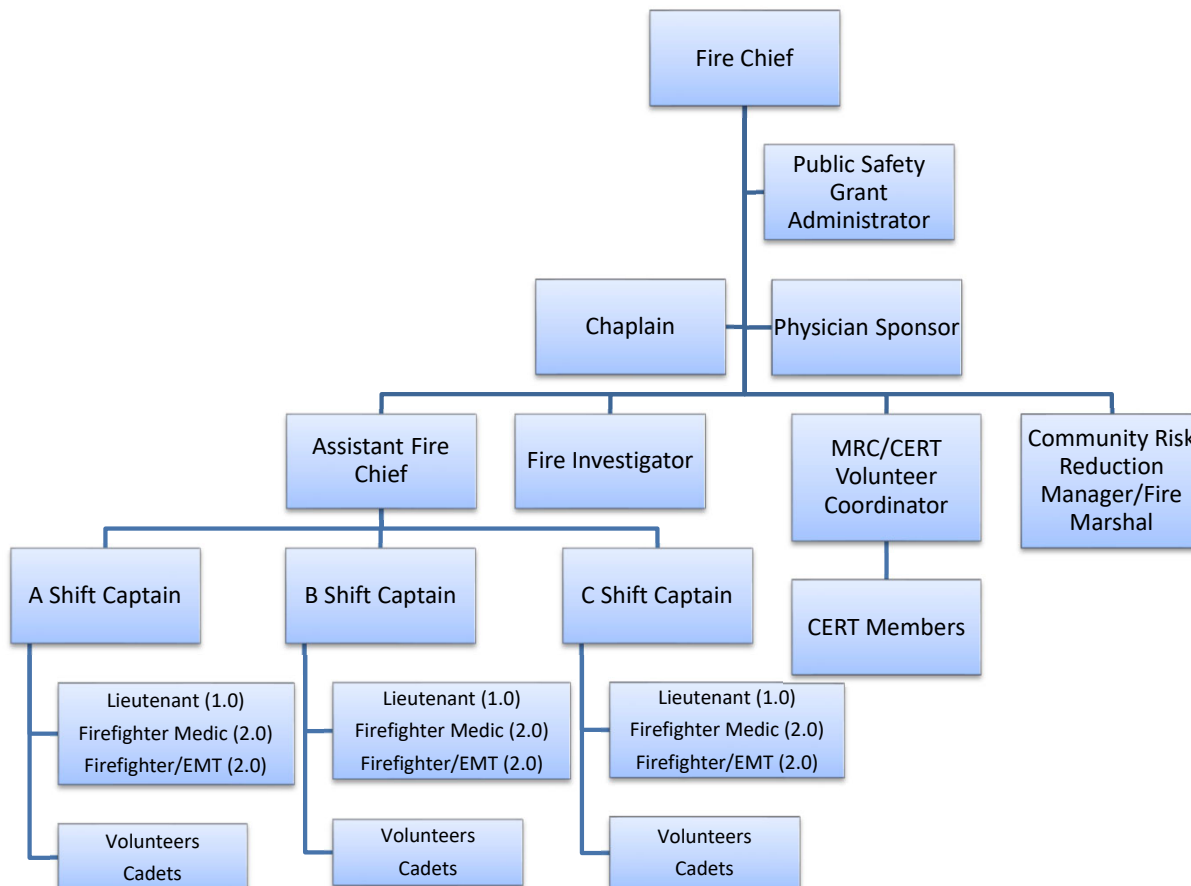 Fire Chief
Public Safety
Grant
Administrator
Chaplain
Physician Sponsor
Assistant Fire
Chief
Fire Investigator
MRC/CERT
Volunteer
Coordinator
Community Risk
Reduction
Manager/Fire
Marshal
A Shift Captain
B Shift Captain
C Shift Captain
CERT Members
Lieutenant (1.0)
Firefighter Medic (2.0)
Firefighter/EMT (2.0)
Lieutenant (1.0)
Firefighter Medic (2.0)
Firefighter/EMT (2.0)
Lieutenant (1.0)
Firefighter Medic (2.0)
Firefighter/EMT (2.0)
Volunteers
Cadets
Volunteers
Cadets
Volunteers
Cadets